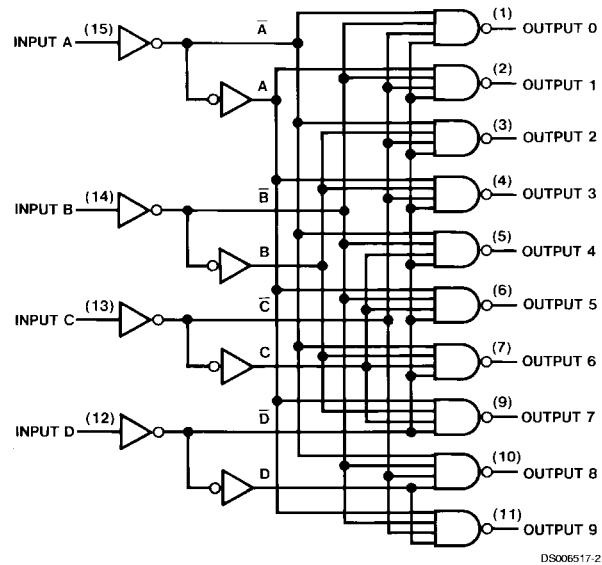 INPUT A (15) A̅ (1) OUTPUT 0
A (2) OUTPUT 1
(3) OUTPUT 2
INPUT B (14) B̅ (4) OUTPUT 3
B (5) OUTPUT 4
INPUT C (13) C̅ (6) OUTPUT 5
C (7) OUTPUT 6
INPUT D (12) D̅ (9) OUTPUT 7
D (10) OUTPUT 8
(11) OUTPUT 9
DS006517-2